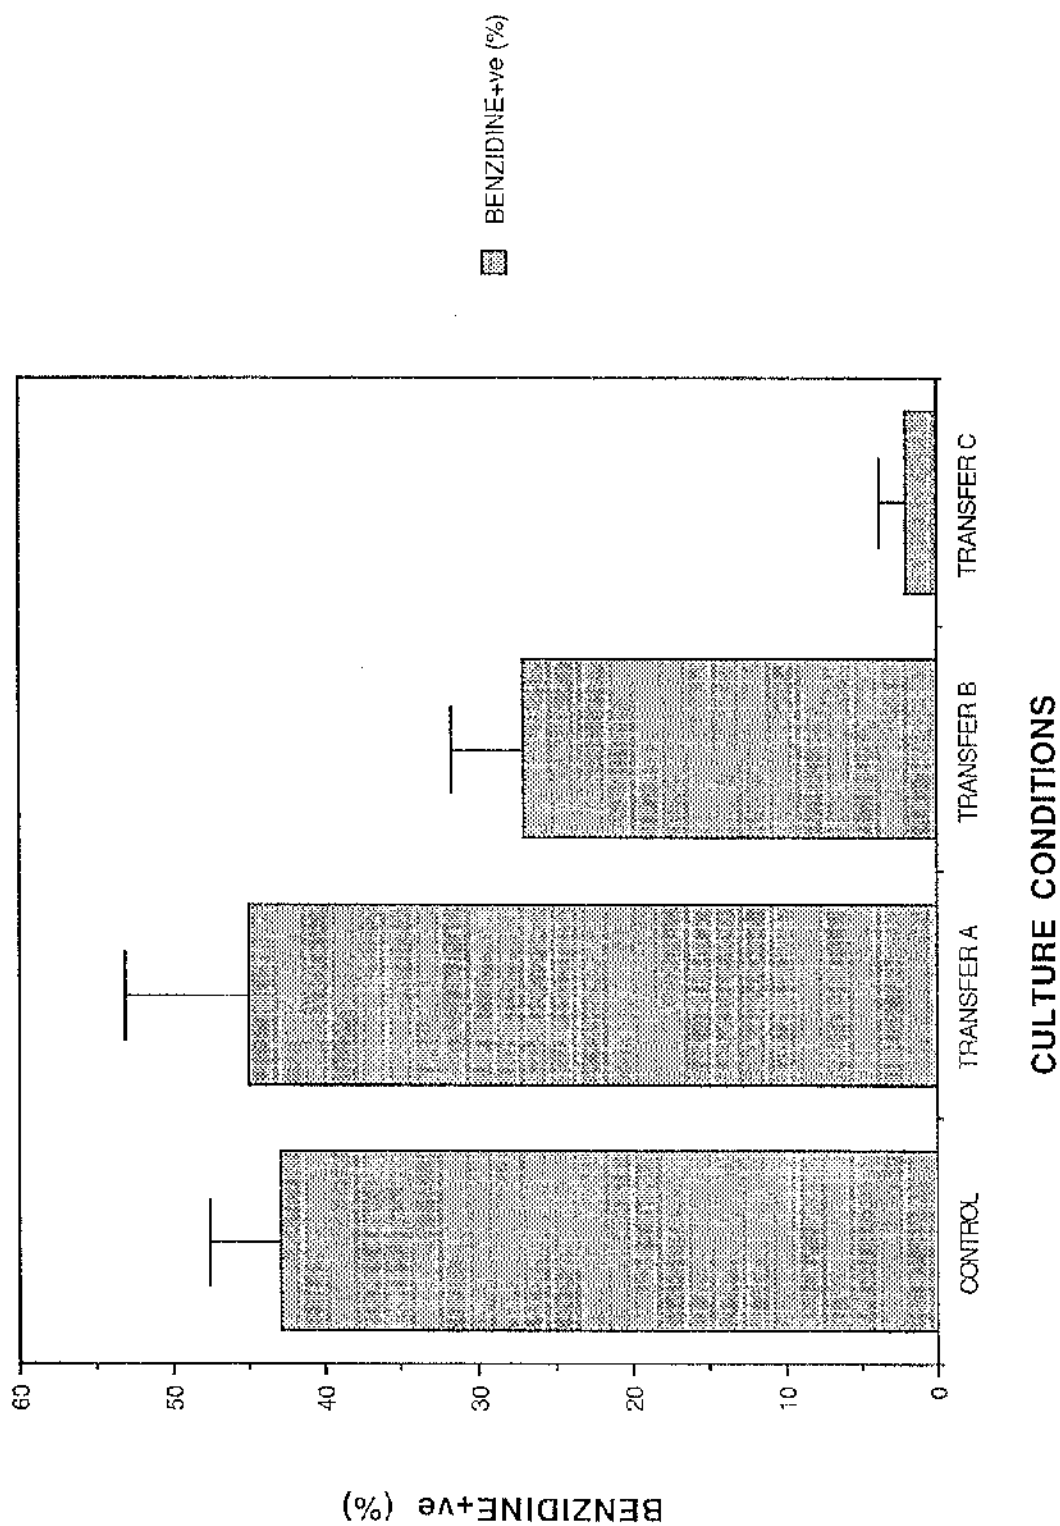 BENZIDINE+ve (%)
60
50
40
30
20
10
0
CONTROL
TRANSFER A
TRANSFER B
TRANSFER C
CULTURE CONDITIONS
BENZIDINE+ve (%)